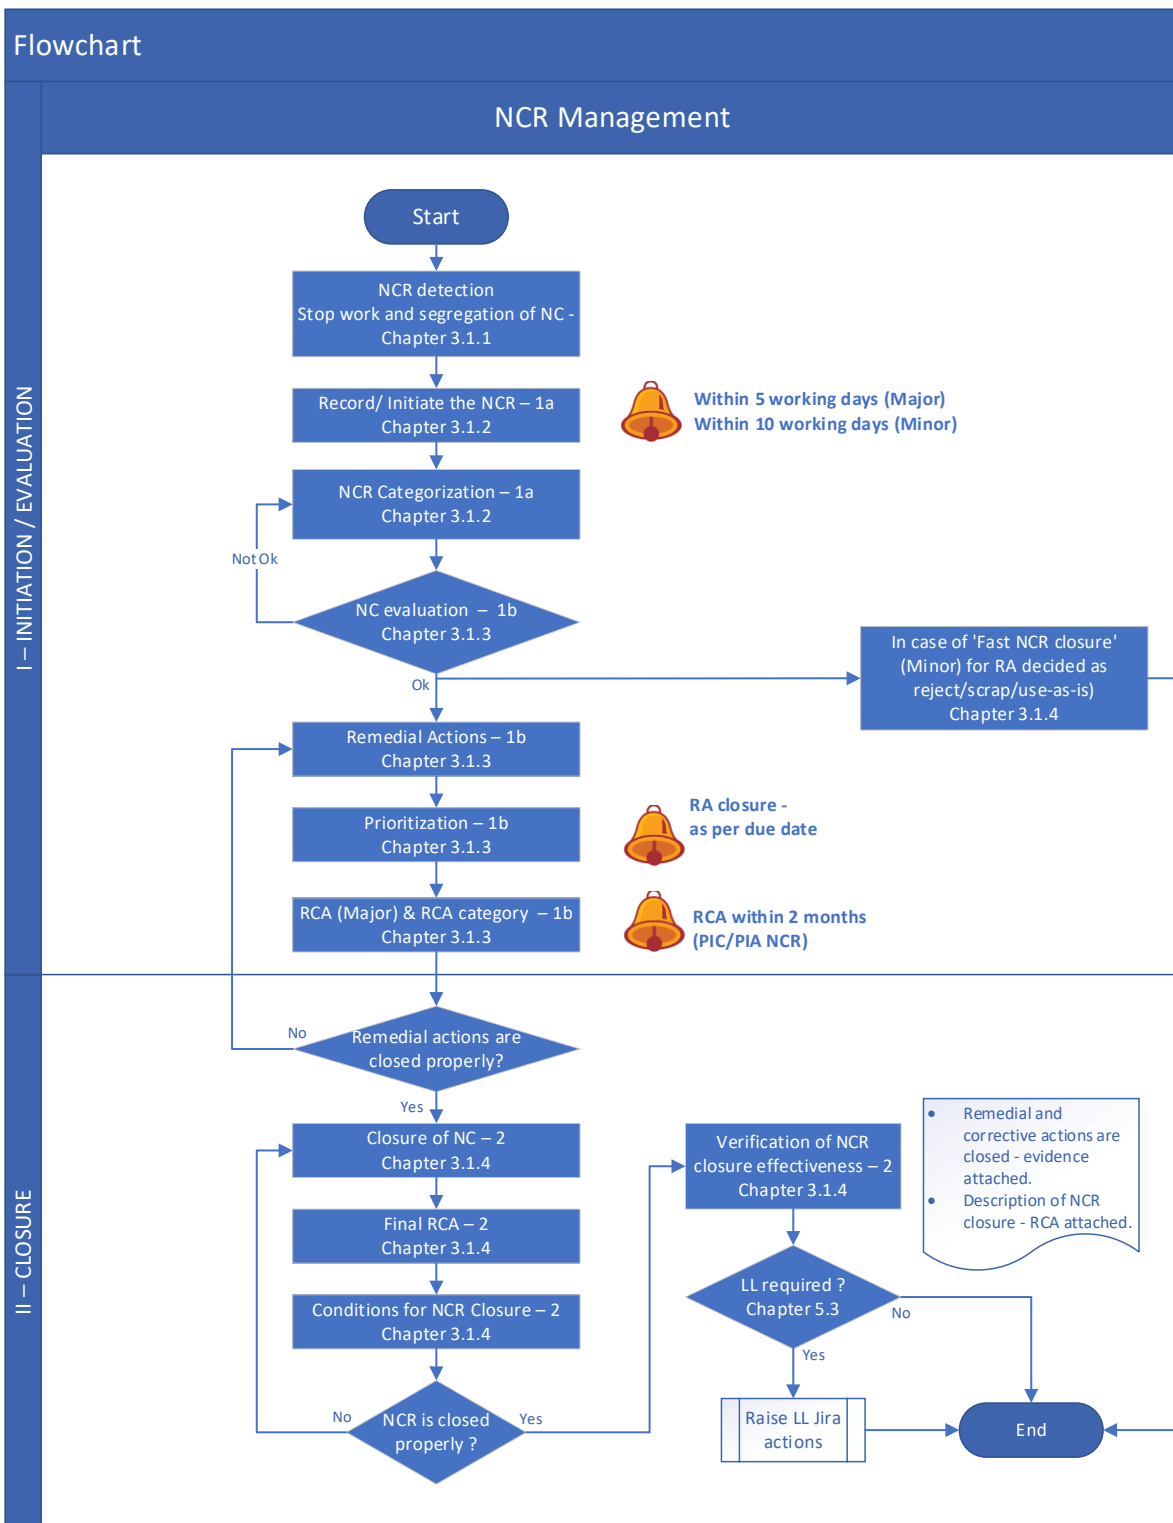 Flowchart
NCR Management
I – INITIATION / EVALUATION
Start
NCR detection
Stop work and segregation of NC -
Chapter 3.1.1
Record/ Initiate the NCR – 1a
Chapter 3.1.2
Within 5 working days (Major)
Within 10 working days (Minor)
NCR Categorization – 1a
Chapter 3.1.2
Not Ok
NC evaluation – 1b
Chapter 3.1.3
Ok
In case of 'Fast NCR closure'
(Minor) for RA decided as
reject/scrap/use-as-is)
Chapter 3.1.4
Remedial Actions – 1b
Chapter 3.1.3
Prioritization – 1b
Chapter 3.1.3
RA closure -
as per due date
RCA (Major) & RCA category – 1b
Chapter 3.1.3
RCA within 2 months
(PIC/PIA NCR)
II – CLOSURE
No
Remedial actions are
closed properly?
Yes
Closure of NC – 2
Chapter 3.1.4
Final RCA – 2
Chapter 3.1.4
Conditions for NCR Closure – 2
Chapter 3.1.4
No
NCR is closed
properly ?
Yes
Verification of NCR
closure effectiveness – 2
Chapter 3.1.4
• Remedial and
corrective actions are
closed - evidence
attached.
• Description of NCR
closure - RCA attached.
LL required ?
Chapter 5.3
No
Yes
Raise LL Jira
actions
End